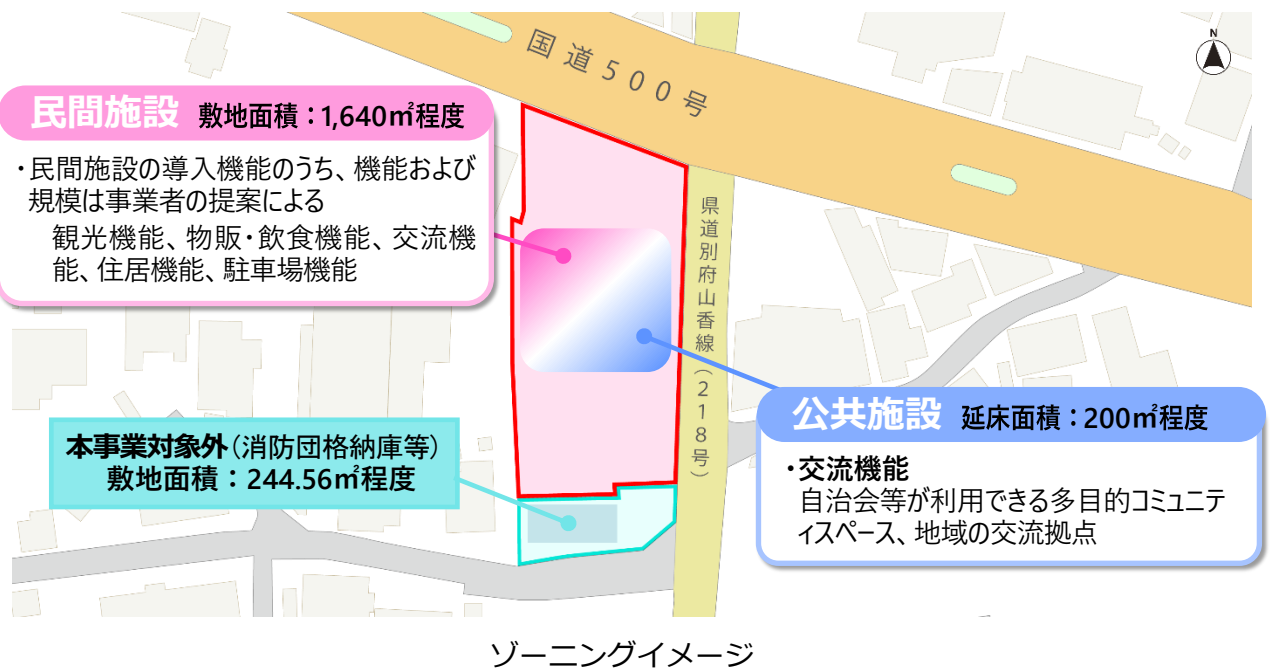 国道500号
N
民間施設 敷地面積：1,640㎡程度
・民間施設の導入機能のうち、機能および
規模は事業者の提案による
観光機能、物販・飲食機能、交流機
能、住居機能、駐車場機能
県道別府山香線（218号）
本事業対象外（消防団格納庫等）
敷地面積：244.56㎡程度
公共施設 延床面積：200㎡程度
・交流機能
自治会等が利用できる多目的コミュニテ
ィスペース、地域の交流拠点
ゾーニングイメージ